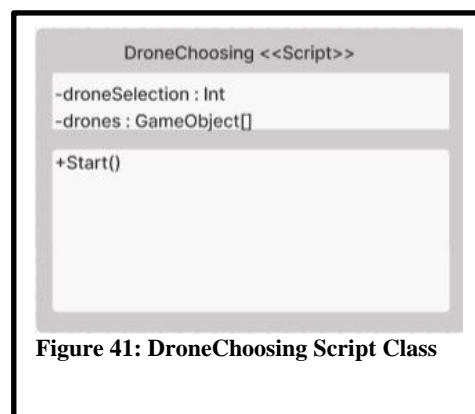 DroneChoosing <<Script>>
-droneSelection : Int
-drones : GameObject[]
+Start()
Figure 41: DroneChoosing Script Class